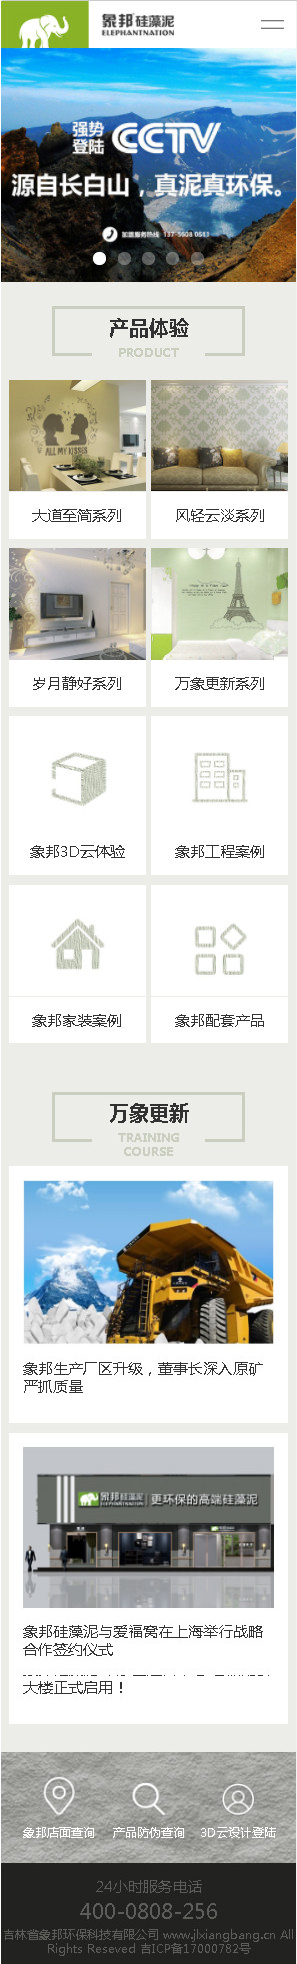 象邦硅藻泥
ELEPHANTNATION
强势
登陆
CCTV
源自长白山，真泥真环保。
加盟服务热线
产品体验
PRODUCT
ALL MY KISSES
大道至简系列
风轻云淡系列
岁月静好系列
万象更新系列
象邦3D云体验
象邦工程案例
象邦家装案例
象邦配套产品
万象更新
TRAINING
COURSE
象邦生产厂区升级，董事长深入原矿
严抓质量
象邦硅藻泥
ELEPHANTNATION
更环保的高端硅藻泥
象邦硅藻泥与爱福窝在上海举行战略
合作签约仪式
大楼正式启用！
象邦店面查询
产品防伪查询
3D云设计登陆
24小时服务电话
400-0808-256
吉林省象邦环保科技有限公司 www.jlxiangbang.cn All
Rights Reseved 吉ICP备17000782号